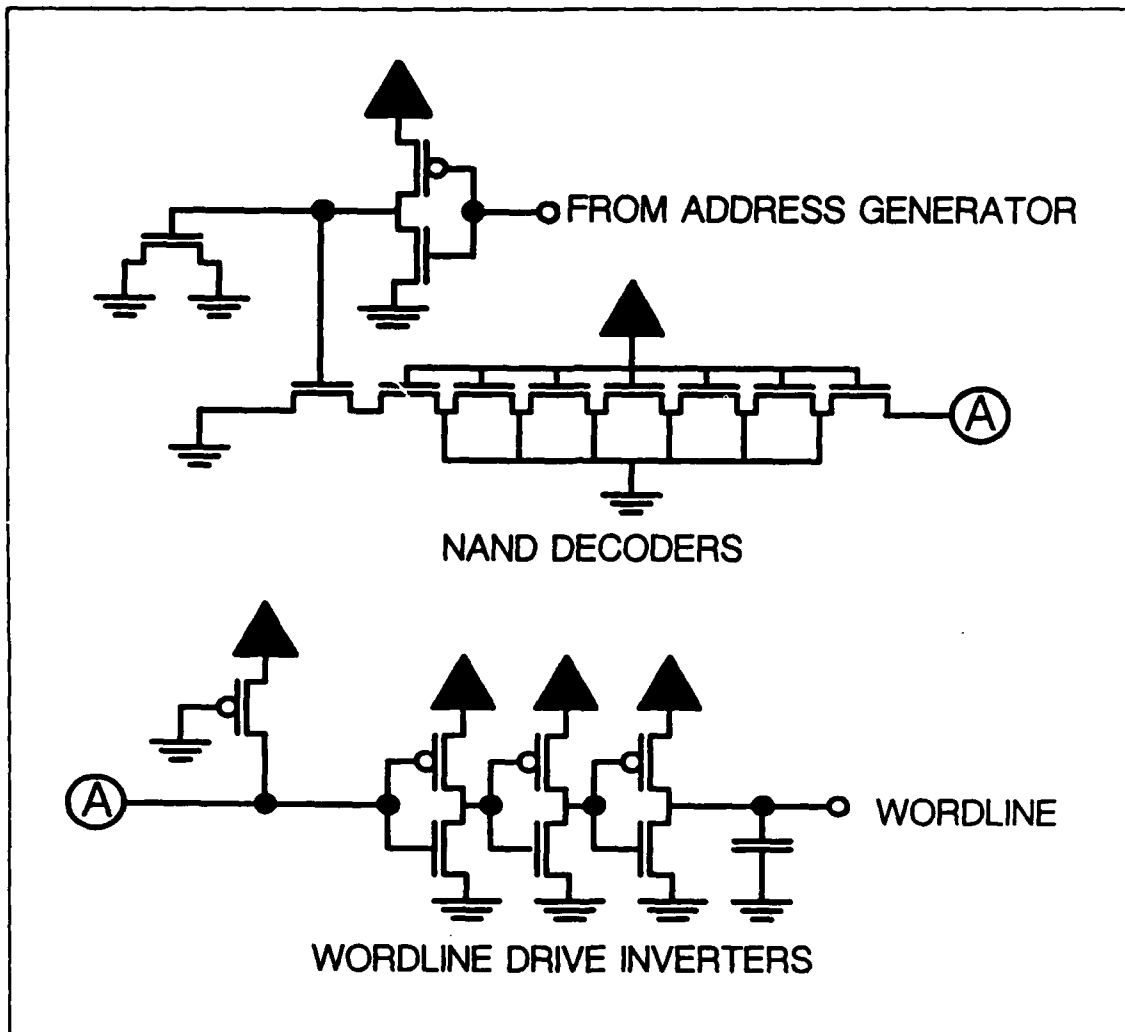 FROM ADDRESS GENERATOR
A
NAND DECODERS
A
WORDLINE
WORDLINE DRIVE INVERTERS